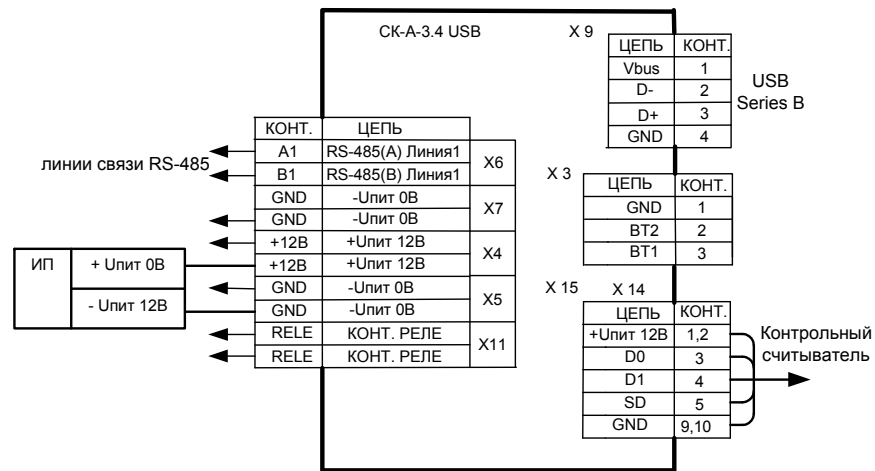 СК-А-3.4 USB
X 9
ЦЕПЬ КОНТ.
Vbus 1
D- 2
D+ 3
GND 4
USB
Series B
линии связи RS-485
КОНТ. ЦЕПЬ
A1 RS-485(A) Линия1
B1 RS-485(B) Линия1
X6
GND -Uпит 0В
GND -Uпит 0В
X7
+12В +Uпит 12В
+12В +Uпит 12В
X4
GND -Uпит 0В
GND -Uпит 0В
X5
RELE КОНТ. РЕЛЕ
RELE КОНТ. РЕЛЕ
X11
ИП
+ Uпит 0В
- Uпит 12В
X 3
ЦЕПЬ КОНТ.
GND 1
BT2 2
BT1 3
X 15 X 14
ЦЕПЬ КОНТ.
+Uпит 12В 1,2
D0 3
D1 4
SD 5
GND 9,10
Контрольный
считыватель